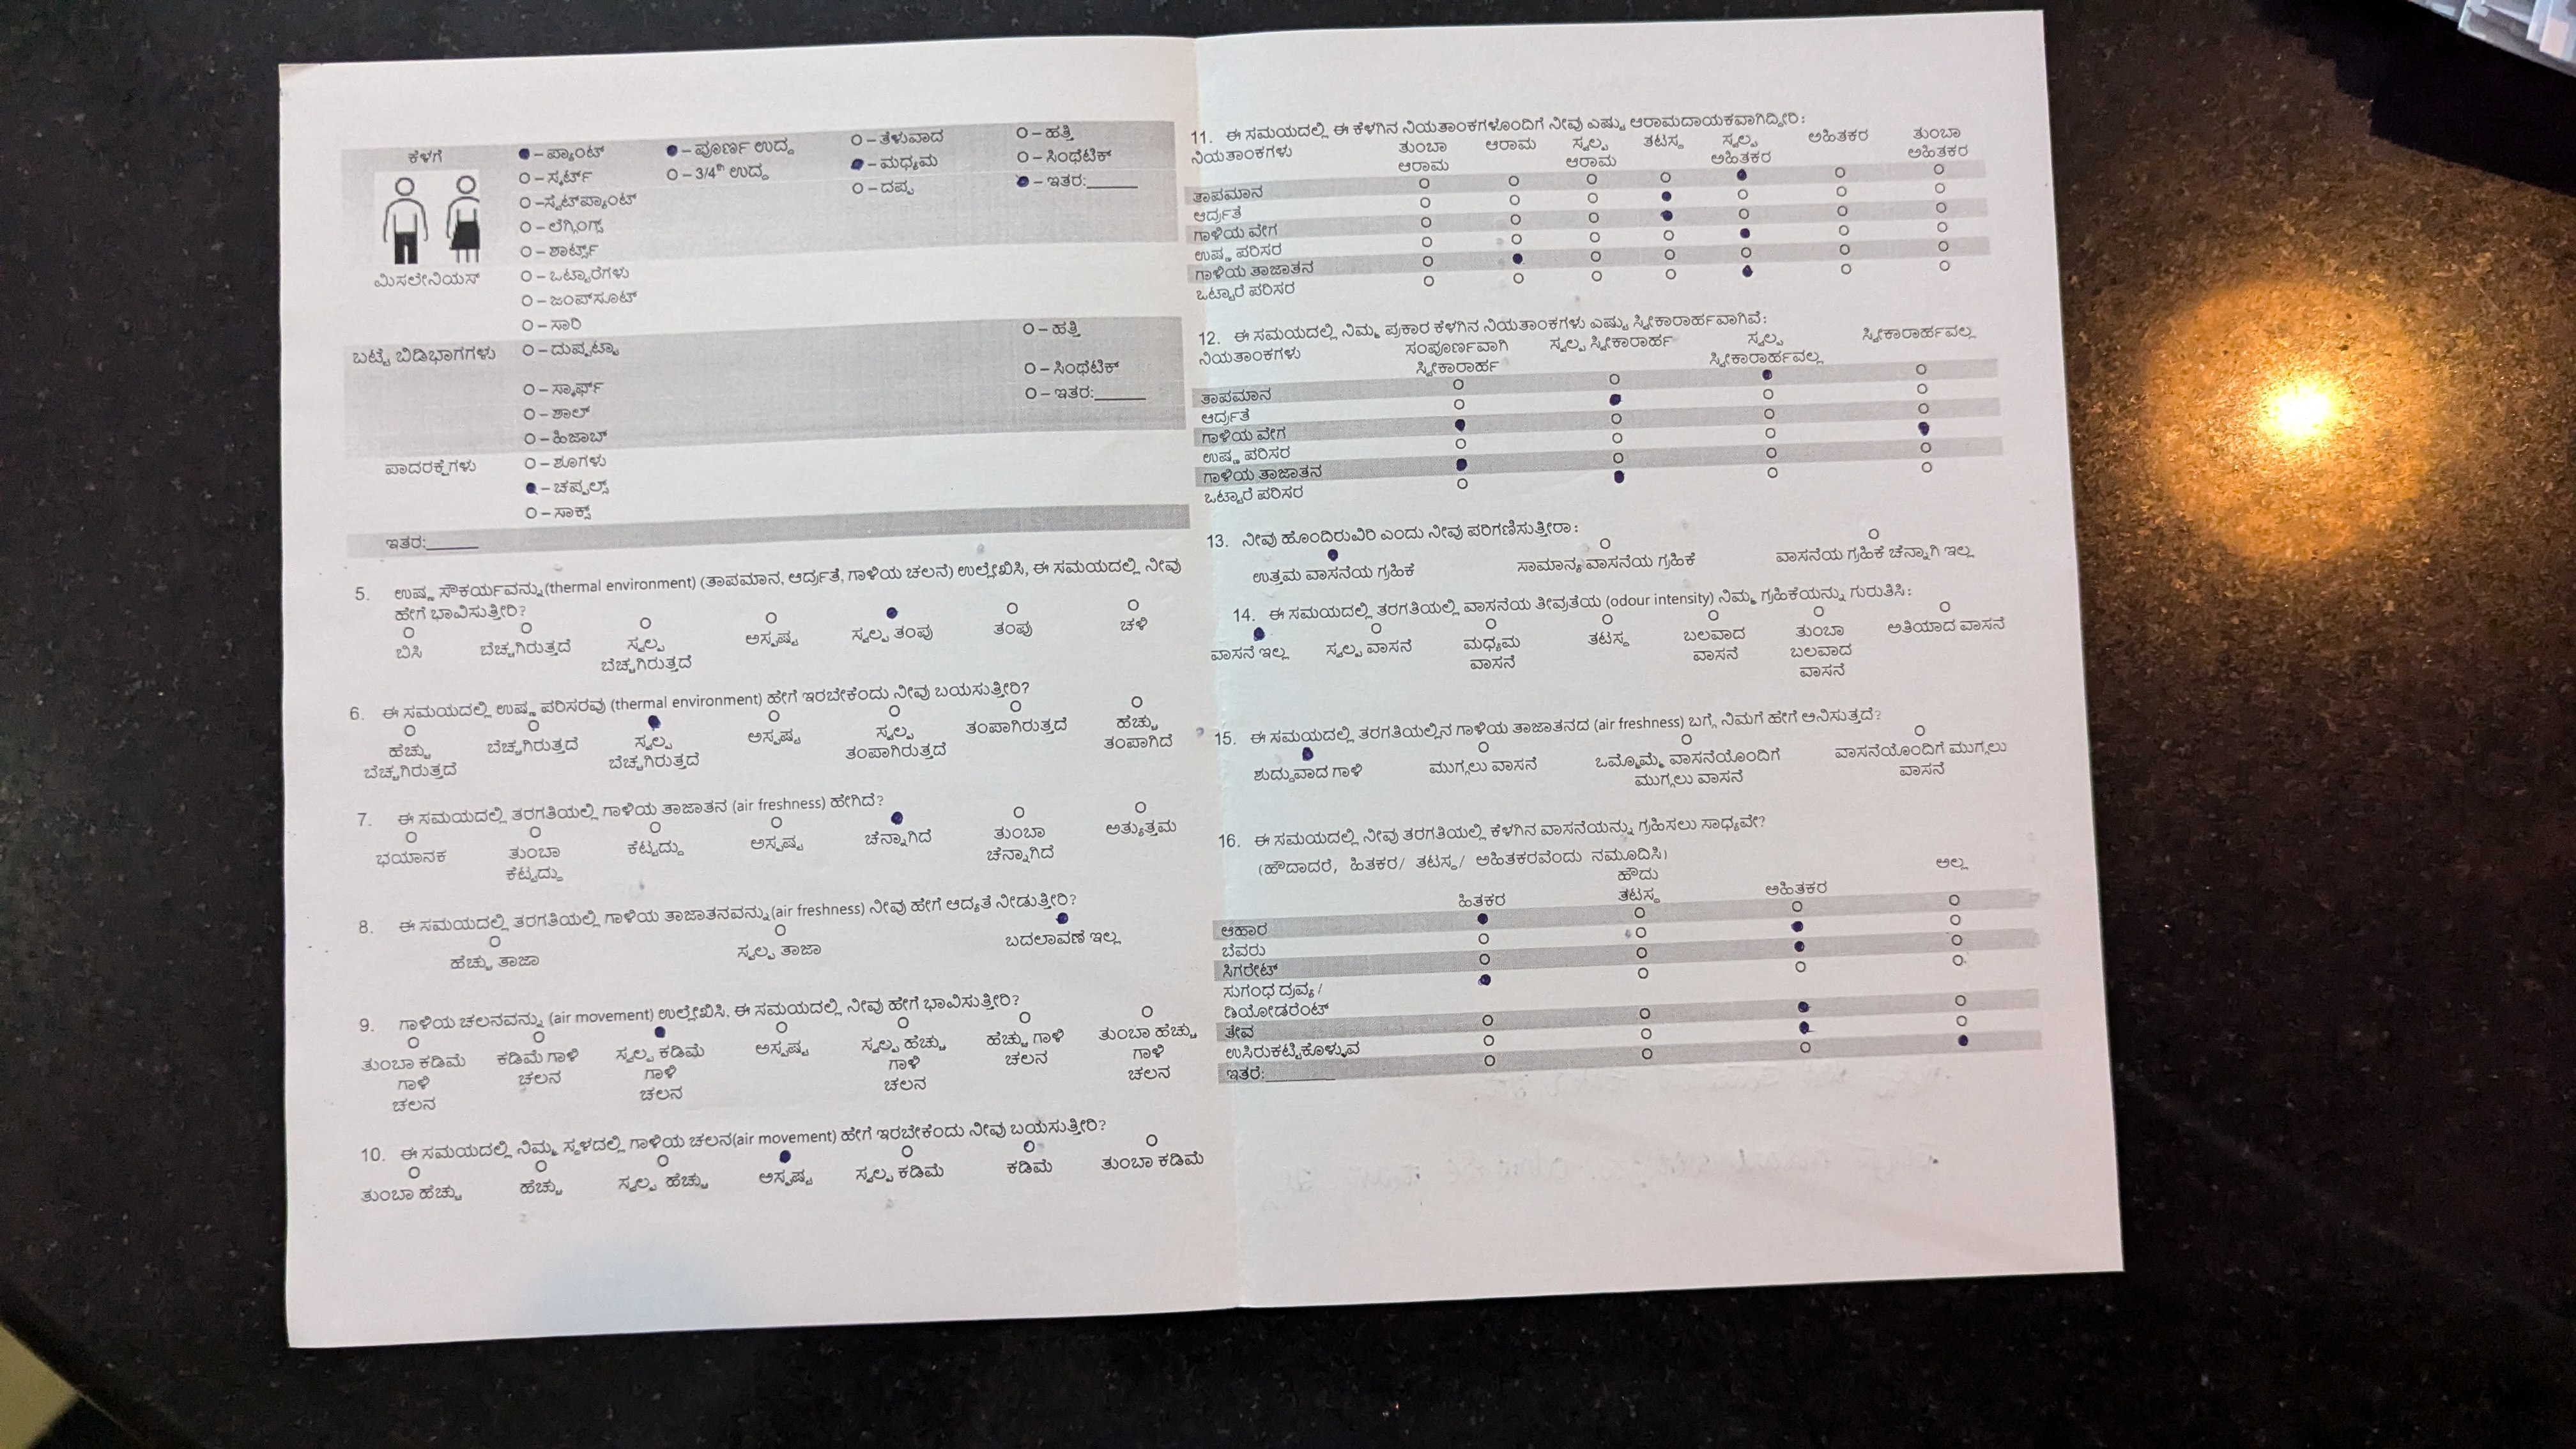 ಕೆಳಗೆ ● – ಪ್ಯಾಂಟ್ ● – ಪೂರ್ಣ ಉದ್ದ O – ತೆಳುವಾದ O – ಹತ್ತಿ
O – ಸ್ಕರ್ಟ್ O – 3/4th ಉದ್ದ ● – ಮಧ್ಯಮ O – ಸಿಂಥೆಟಿಕ್
O –ಸ್ವೆಟ್‌ಪ್ಯಾಂಟ್ O – ದಪ್ಪ ● – ಇತರ:______
O – ಲೆಗ್ಗಿಂಗ್ಸ್
O – ಶಾರ್ಟ್ಸ್
ಮಿಸಲೇನಿಯಸ್ O – ಒಟ್ಟಾರೆಗಳು
O – ಜಂಪ್‌ಸೂಟ್
O – ಸಾರಿ
ಬಟ್ಟೆ ಬಿಡಿಭಾಗಗಳು O – ದುಪ್ಪಟ್ಟಾ O – ಹತ್ತಿ
O – ಸಿಂಥೆಟಿಕ್
O – ಸ್ಕಾರ್ಫ್ O – ಇತರ:______
O – ಶಾಲ್
O – ಹಿಜಾಬ್
ಪಾದರಕ್ಷೆಗಳು O – ಶೂಗಳು
● – ಚಪ್ಪಲ್ಸ್
O – ಸಾಕ್ಸ್
ಇತರ:______
5. ಉಷ್ಣ ಸೌಕರ್ಯವನ್ನು(thermal environment) (ತಾಪಮಾನ, ಆರ್ದ್ರತೆ, ಗಾಳಿಯ ಚಲನೆ) ಉಲ್ಲೇಖಿಸಿ, ಈ ಸಮಯದಲ್ಲಿ ನೀವು
ಹೇಗೆ ಭಾವಿಸುತ್ತೀರಿ?
O O O O ● O O
ಬಿಸಿ ಬೆಚ್ಚಗಿರುತ್ತದೆ ಸ್ವಲ್ಪ ಅಸ್ಪಷ್ಟ ಸ್ವಲ್ಪ ತಂಪು ತಂಪು ಚಳಿ
ಬೆಚ್ಚಗಿರುತ್ತದೆ
6. ಈ ಸಮಯದಲ್ಲಿ ಉಷ್ಣ ಪರಿಸರವು (thermal environment) ಹೇಗೆ ಇರಬೇಕೆಂದು ನೀವು ಬಯಸುತ್ತೀರಿ?
O O ● O O O O
ಹೆಚ್ಚು ಬೆಚ್ಚಗಿರುತ್ತದೆ ಸ್ವಲ್ಪ ಅಸ್ಪಷ್ಟ ಸ್ವಲ್ಪ ತಂಪಾಗಿರುತ್ತದೆ ಹೆಚ್ಚು
ಬೆಚ್ಚಗಿರುತ್ತದೆ ಬೆಚ್ಚಗಿರುತ್ತದೆ ತಂಪಾಗಿರುತ್ತದೆ ತಂಪಾಗಿದೆ
7. ಈ ಸಮಯದಲ್ಲಿ ತರಗತಿಯಲ್ಲಿ ಗಾಳಿಯ ತಾಜಾತನ (air freshness) ಹೇಗಿದೆ?
O O O O ● O O
ಭಯಾನಕ ತುಂಬಾ ಕೆಟ್ಟದ್ದು ಅಸ್ಪಷ್ಟ ಚೆನ್ನಾಗಿದೆ ತುಂಬಾ ಅತ್ಯುತ್ತಮ
ಕೆಟ್ಟದ್ದು ಚೆನ್ನಾಗಿದೆ
8. ಈ ಸಮಯದಲ್ಲಿ ತರಗತಿಯಲ್ಲಿ ಗಾಳಿಯ ತಾಜಾತನವನ್ನು(air freshness) ನೀವು ಹೇಗೆ ಆದ್ಯತೆ ನೀಡುತ್ತೀರಿ?
O O ●
ಹೆಚ್ಚು ತಾಜಾ ಸ್ವಲ್ಪ ತಾಜಾ ಬದಲಾವಣೆ ಇಲ್ಲ
9. ಗಾಳಿಯ ಚಲನವನ್ನು (air movement) ಉಲ್ಲೇಖಿಸಿ, ಈ ಸಮಯದಲ್ಲಿ ನೀವು ಹೇಗೆ ಭಾವಿಸುತ್ತೀರಿ?
O O ● O O O O
ತುಂಬಾ ಕಡಿಮೆ ಕಡಿಮೆ ಗಾಳಿ ಸ್ವಲ್ಪ ಕಡಿಮೆ ಅಸ್ಪಷ್ಟ ಸ್ವಲ್ಪ ಹೆಚ್ಚು ಹೆಚ್ಚು ಗಾಳಿ ತುಂಬಾ ಹೆಚ್ಚು
ಗಾಳಿ ಚಲನ ಗಾಳಿ ಗಾಳಿ ಚಲನ ಗಾಳಿ
ಚಲನ ಚಲನ ಚಲನ ಚಲನ
10. ಈ ಸಮಯದಲ್ಲಿ ನಿಮ್ಮ ಸ್ಥಳದಲ್ಲಿ ಗಾಳಿಯ ಚಲನ(air movement) ಹೇಗೆ ಇರಬೇಕೆಂದು ನೀವು ಬಯಸುತ್ತೀರಿ?
O O O ● O O O
ತುಂಬಾ ಹೆಚ್ಚು ಹೆಚ್ಚು ಸ್ವಲ್ಪ ಹೆಚ್ಚು ಅಸ್ಪಷ್ಟ ಸ್ವಲ್ಪ ಕಡಿಮೆ ಕಡಿಮೆ ತುಂಬಾ ಕಡಿಮೆ
11. ಈ ಸಮಯದಲ್ಲಿ ಈ ಕೆಳಗಿನ ನಿಯತಾಂಕಗಳೊಂದಿಗೆ ನೀವು ಎಷ್ಟು ಆರಾಮದಾಯಕವಾಗಿದ್ದೀರಿ:
ನಿಯತಾಂಕಗಳು ತುಂಬಾ ಆರಾಮ ಸ್ವಲ್ಪ ತಟಸ್ಥ ಸ್ವಲ್ಪ ಅಹಿತಕರ ತುಂಬಾ
ಆರಾಮ ಆರಾಮ ಅಹಿತಕರ ಅಹಿತಕರ
ತಾಪಮಾನ O O O O ● O O
ಆರ್ದ್ರತೆ O O O ● O O O
ಗಾಳಿಯ ವೇಗ O O O ● O O O
ಉಷ್ಣ ಪರಿಸರ O O O O ● O O
ಗಾಳಿಯ ತಾಜಾತನ O ● O O O O O
ಒಟ್ಟಾರೆ ಪರಿಸರ O O O O ● O O
12. ಈ ಸಮಯದಲ್ಲಿ ನಿಮ್ಮ ಪ್ರಕಾರ ಕೆಳಗಿನ ನಿಯತಾಂಕಗಳು ಎಷ್ಟು ಸ್ವೀಕಾರಾರ್ಹವಾಗಿವೆ:
ನಿಯತಾಂಕಗಳು ಸಂಪೂರ್ಣವಾಗಿ ಸ್ವಲ್ಪ ಸ್ವೀಕಾರಾರ್ಹ ಸ್ವಲ್ಪ ಸ್ವೀಕಾರಾರ್ಹವಲ್ಲ
ಸ್ವೀಕಾರಾರ್ಹ ಸ್ವೀಕಾರಾರ್ಹವಲ್ಲ
ತಾಪಮಾನ O O ● O
ಆರ್ದ್ರತೆ O ● O O
ಗಾಳಿಯ ವೇಗ ● O O O
ಉಷ್ಣ ಪರಿಸರ O O O ●
ಗಾಳಿಯ ತಾಜಾತನ ● O O O
ಒಟ್ಟಾರೆ ಪರಿಸರ O ● O O
13. ನೀವು ಹೊಂದಿರುವಿರಿ ಎಂದು ನೀವು ಪರಿಗಣಿಸುತ್ತೀರಾ:
● O O
ಉತ್ತಮ ವಾಸನೆಯ ಗ್ರಹಿಕೆ ಸಾಮಾನ್ಯ ವಾಸನೆಯ ಗ್ರಹಿಕೆ ವಾಸನೆಯ ಗ್ರಹಿಕೆ ಚೆನ್ನಾಗಿ ಇಲ್ಲ
14. ಈ ಸಮಯದಲ್ಲಿ ತರಗತಿಯಲ್ಲಿ ವಾಸನೆಯ ತೀವ್ರತೆಯ (odour intensity) ನಿಮ್ಮ ಗ್ರಹಿಕೆಯನ್ನು ಗುರುತಿಸಿ:
● O O O O O O
ವಾಸನೆ ಇಲ್ಲ ಸ್ವಲ್ಪ ವಾಸನೆ ಮಧ್ಯಮ ತಟಸ್ಥ ಬಲವಾದ ತುಂಬಾ ಅತಿಯಾದ ವಾಸನೆ
ವಾಸನೆ ವಾಸನೆ ಬಲವಾದ
ವಾಸನೆ
15. ಈ ಸಮಯದಲ್ಲಿ ತರಗತಿಯಲ್ಲಿನ ಗಾಳಿಯ ತಾಜಾತನದ (air freshness) ಬಗ್ಗೆ ನಿಮಗೆ ಹೇಗೆ ಅನಿಸುತ್ತದೆ?
● O O O
ಶುದ್ಧವಾದ ಗಾಳಿ ಮುಗ್ಗಲು ವಾಸನೆ ಒಮ್ಮೊಮ್ಮೆ ವಾಸನೆಯೊಂದಿಗೆ ವಾಸನೆಯೊಂದಿಗೆ ಮುಗ್ಗಲು
ಮುಗ್ಗಲು ವಾಸನೆ ವಾಸನೆ
16. ಈ ಸಮಯದಲ್ಲಿ ನೀವು ತರಗತಿಯಲ್ಲಿ ಕೆಳಗಿನ ವಾಸನೆಯನ್ನು ಗ್ರಹಿಸಲು ಸಾಧ್ಯವೇ?
(ಹೌದಾದರೆ, ಹಿತಕರ/ ತಟಸ್ಥ/ ಅಹಿತಕರವೆಂದು ನಮೂದಿಸಿ)
ಹೌದು ಅಲ್ಲ
ಹಿತಕರ ತಟಸ್ಥ ಅಹಿತಕರ
ಆಹಾರ ● O O O
ಬೆವರು O O ● O
ಸಿಗರೇಟ್ O O ● O
ಸುಗಂಧ ದ್ರವ್ಯ/ ● O O O
ಡಿಯೋಡರೆಂಟ್
ತೇವ O O ● O
ಉಸಿರುಕಟ್ಟಿಕೊಳ್ಳುವ O O ● O
ಇತರೆ:________ O O O ●